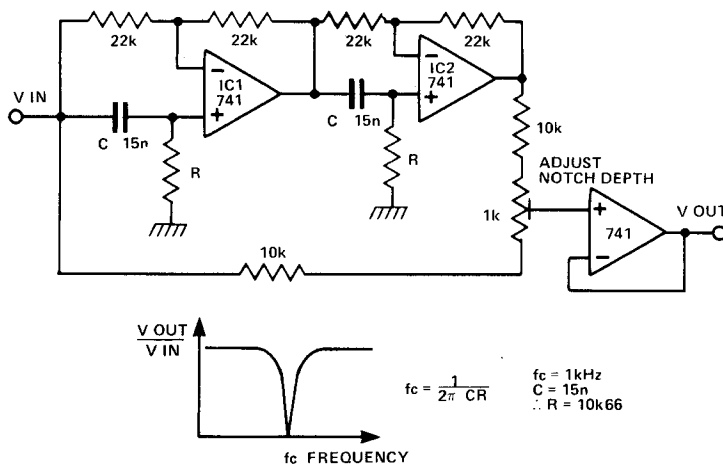 22k
22k
22k
22k
V IN
IC1
741
IC2
741
−
+
−
+
C 15n
C 15n
R
R
10k
ADJUST
NOTCH DEPTH
1k
+
741
−
V OUT
10k
V OUT
V IN
fc FREQUENCY
fc = 1
2π CR
fc = 1kHz
C = 15n
∴ R = 10k66